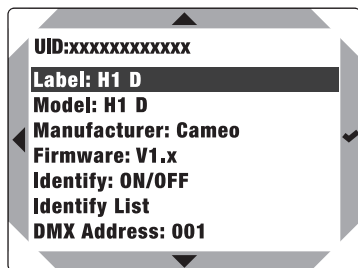 UID:xxxxxxxxxxxx
Label: H1 D
Model: H1 D
Manufacturer: Cameo
Firmware: V1.x
Identify: ON/OFF
Identify List
DMX Address: 001